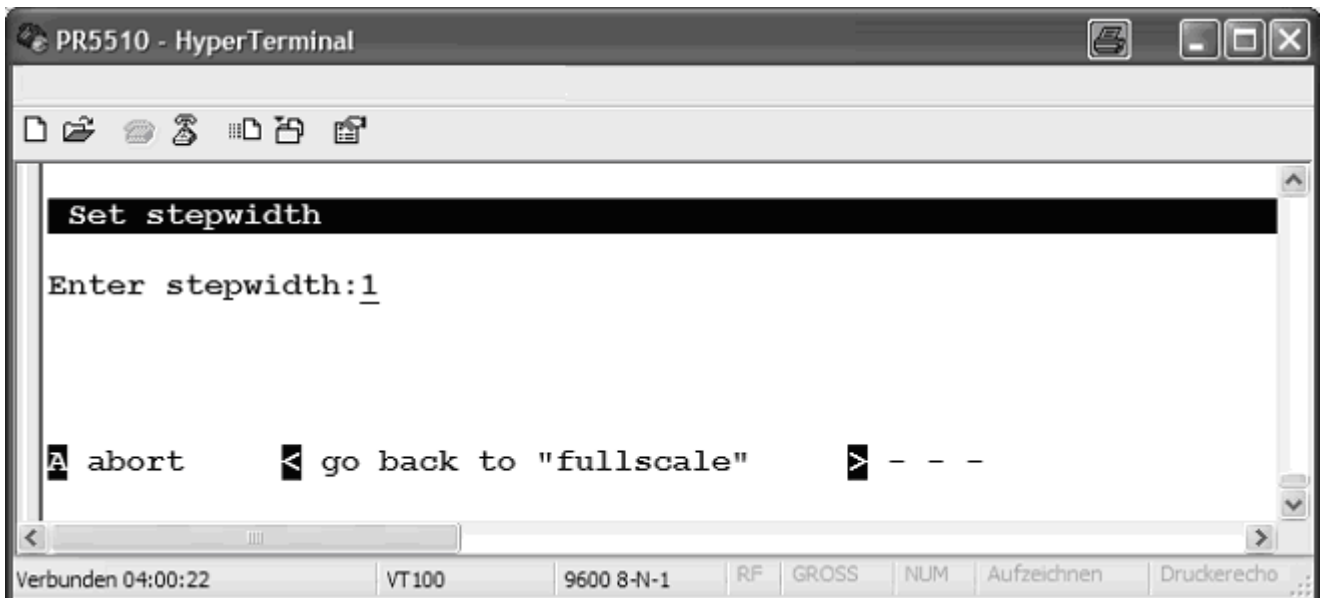 PR5510 - HyperTerminal
Set stepwidth
Enter stepwidth:1
A abort < go back to "fullscale" > - - -
Verbunden 04:00:22 VT100 9600 8-N-1 RF GROSS NUM Aufzeichnen Druckerecho